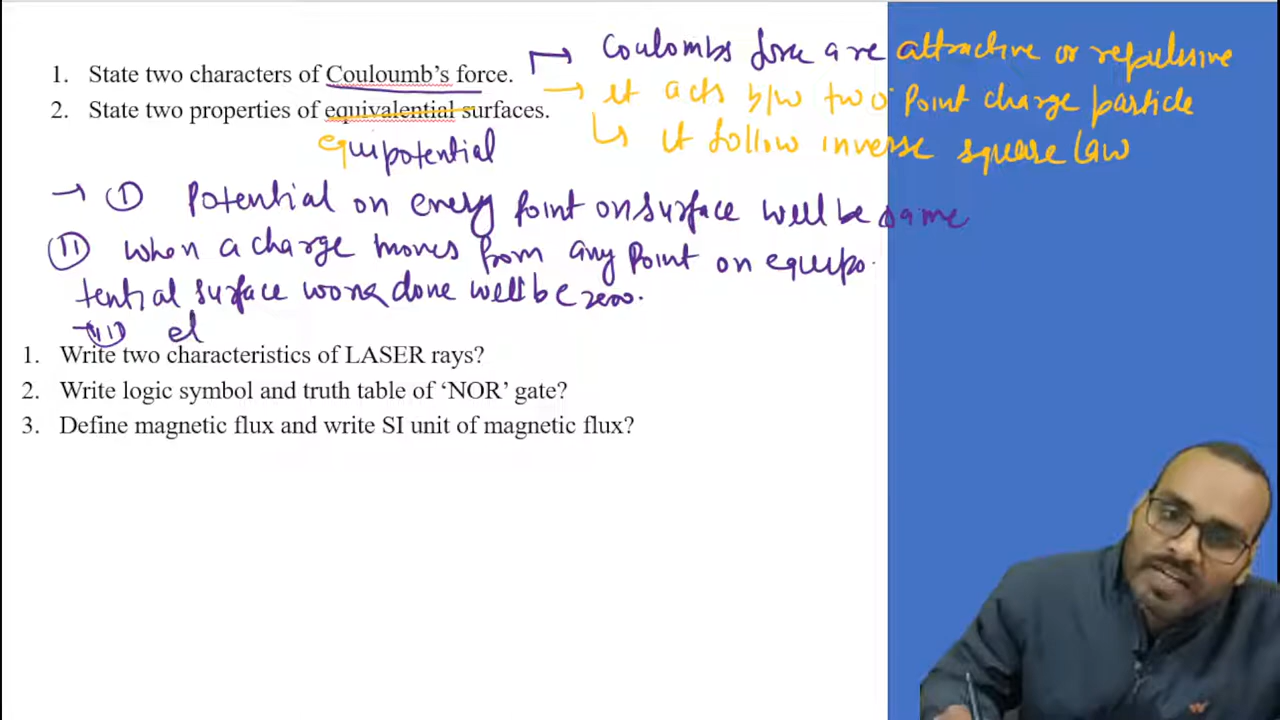 1. State two characters of Couloumb's force.
→ Coulombs force are attractive or repulsive
2. State two properties of equivalential surfaces.
→ it acts b/w two point charge particle
equipotential
↳ it follow inverse square law
→ (I) Potential on every point on surface will be same
(II) when a charge moves from any point on equipo
tential surface work done will be zero.
(III) el
1. Write two characteristics of LASER rays?
2. Write logic symbol and truth table of ‘NOR’ gate?
3. Define magnetic flux and write SI unit of magnetic flux?